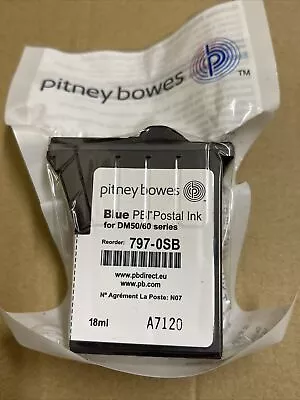 pitney bowes
TM
pitney bowes
Blue PB Postal Ink
for DM50/60 series
Reorder: 797-0SB
www.pbdirect.eu
www.pb.com
N° Agrément La Poste: N07
18ml A7120